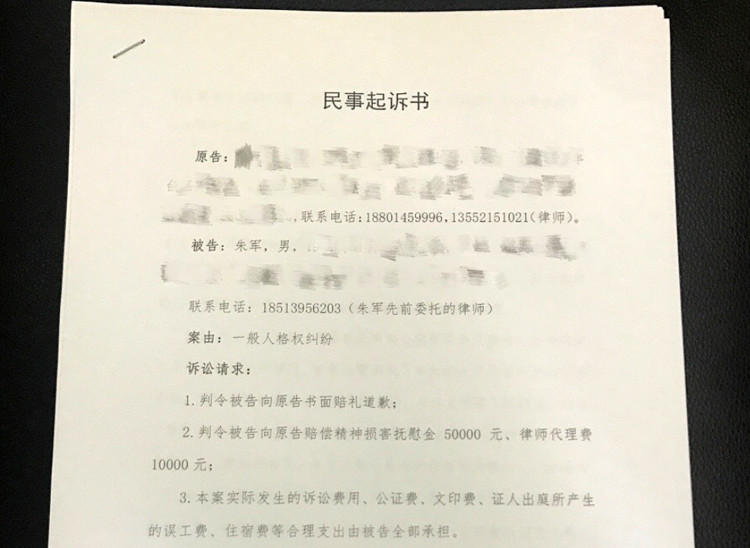 民事起诉书
原告：
，联系电话：18801459996，13552151021（律师）。
被告：朱军，男，
联系电话：18513956203（朱军先前委托的律师）
案由：一般人格权纠纷
诉讼请求：
1.判令被告向原告书面赔礼道歉；
2.判令被告向原告赔偿精神损害抚慰金 50000 元、律师代理费
10000 元；
3.本案实际发生的诉讼费用、公证费、文印费、证人出庭所产生
的误工费、住宿费等合理支出由被告全部承担。